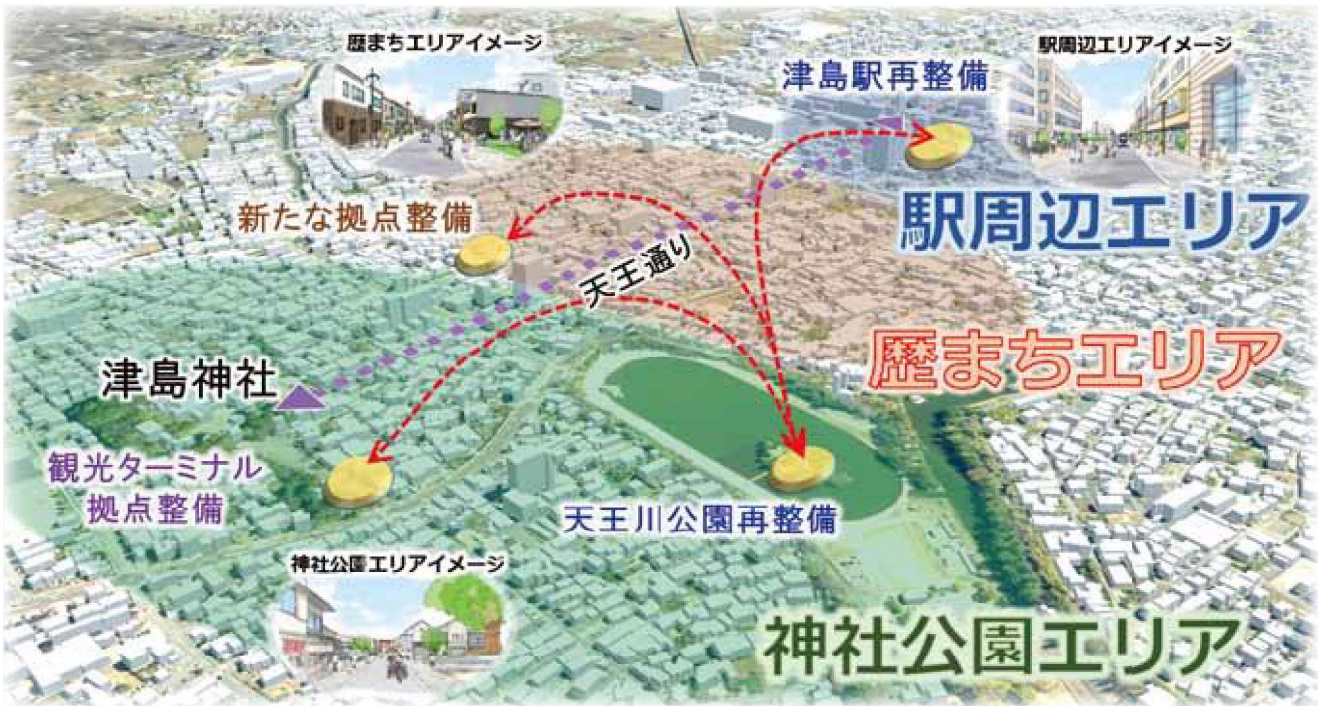 歴まちエリアイメージ
駅周辺エリアイメージ
津島駅再整備
新たな拠点整備
駅周辺エリア
天王通り
歴まちエリア
津島神社
観光ターミナル
拠点整備
天王川公園再整備
神社公園エリアイメージ
神社公園エリア